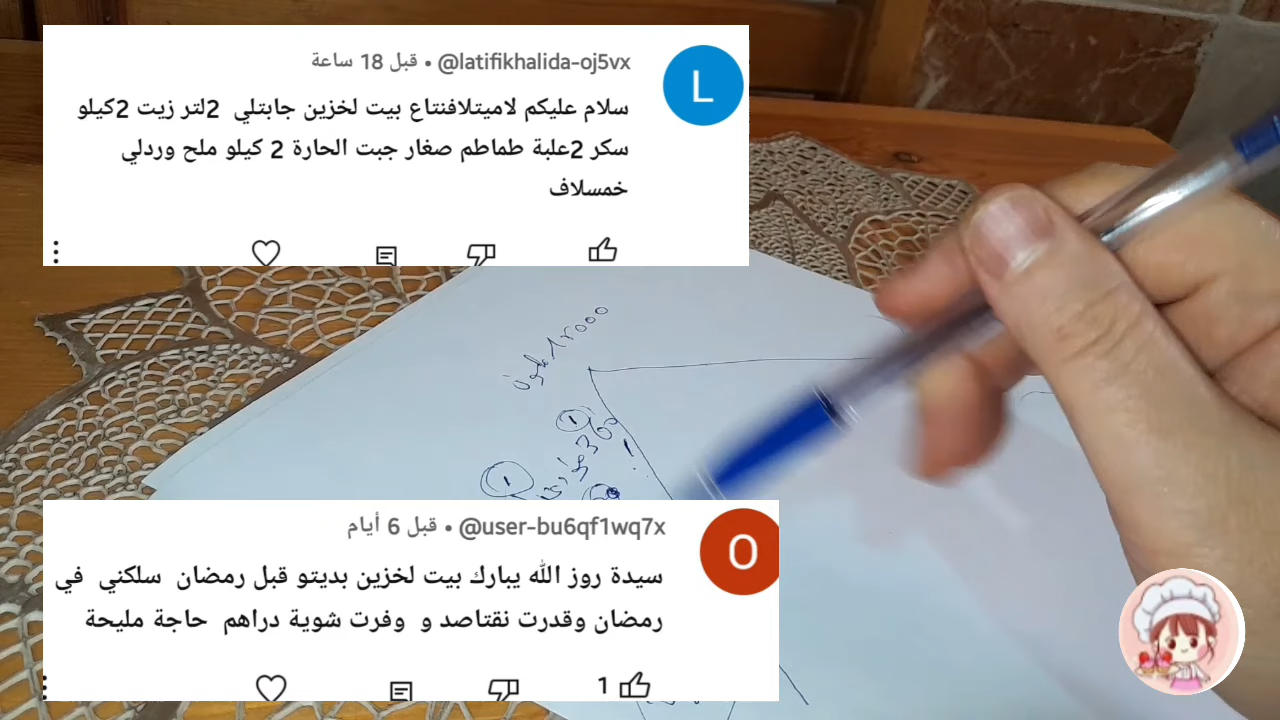 @latifikhalida-oj5vx • قبل 18 ساعة
L
سلام عليكم لاميتلافنتاع بيت لخزين جابتلي 2لتر زيت 2كيلو
سكر 2علبة طماطم صغار جبت الحارة 2 كيلو ملح وردلي
خمسلاف
@user-bu6qf1wq7x • قبل 6 أيام
O
سيدة روز الله يبارك بيت لخزين بديتو قبل رمضان سلكني في
رمضان وقدرت نقتاصد و وفرت شوية دراهم حاجة مليحة
1